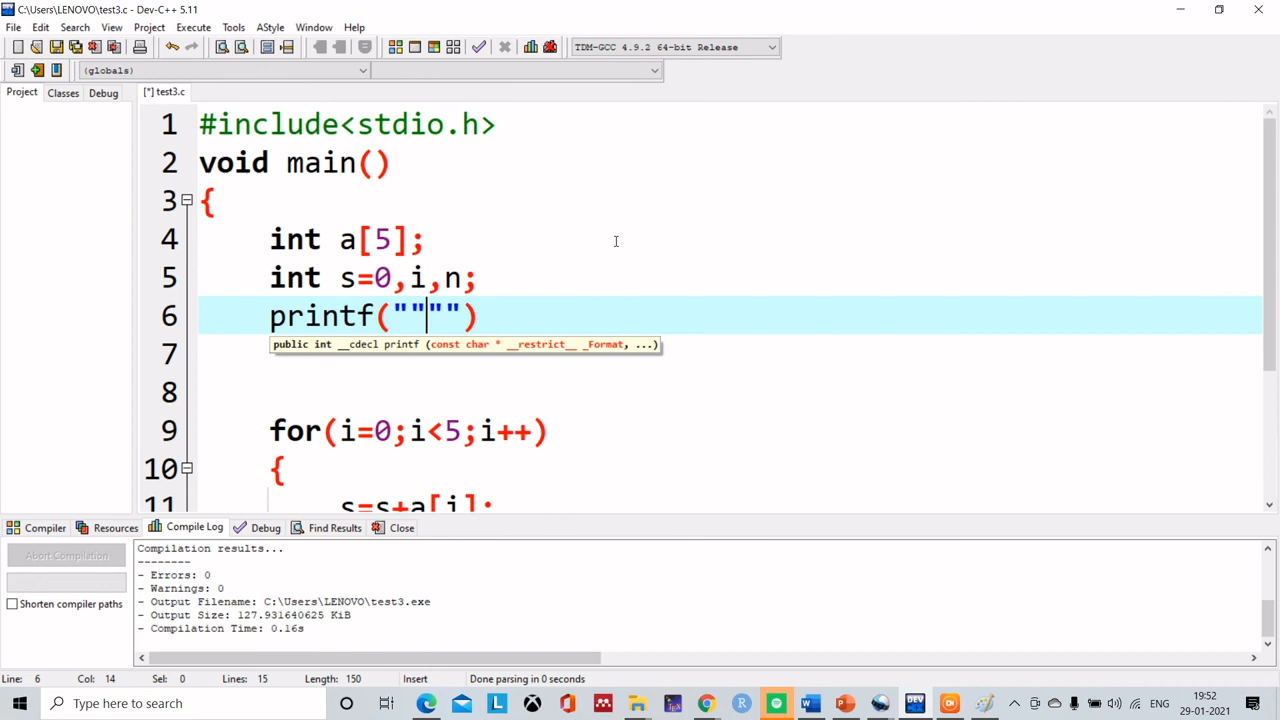 C:\Users\LENOVO\test3.c - Dev-C++ 5.11
File Edit Search View Project Execute Tools AStyle Window Help
TDM-GCC 4.9.2 64-bit Release
(globals)
Project Classes Debug [*] test3.c
1 #include<stdio.h>
2 void main()
3 {
4 int a[5];
5 int s=0,i,n;
6 printf("""")
public int __cdecl printf (const char * __restrict__ _Format, ...)
7
8
9 for(i=0;i<5;i++)
10 {
11 s=s+a[i];
Compiler Resources Compile Log Debug Find Results Close
Abort Compilation
Shorten compiler paths
Compilation results...
--------
- Errors: 0
- Warnings: 0
- Output Filename: C:\Users\LENOVO\test3.exe
- Output Size: 127.931640625 KiB
- Compilation Time: 0.16s
Line: 6 Col: 14 Sel: 0 Lines: 15 Length: 150 Insert Done parsing in 0 seconds
Type here to search
ENG
19:52
29-01-2021